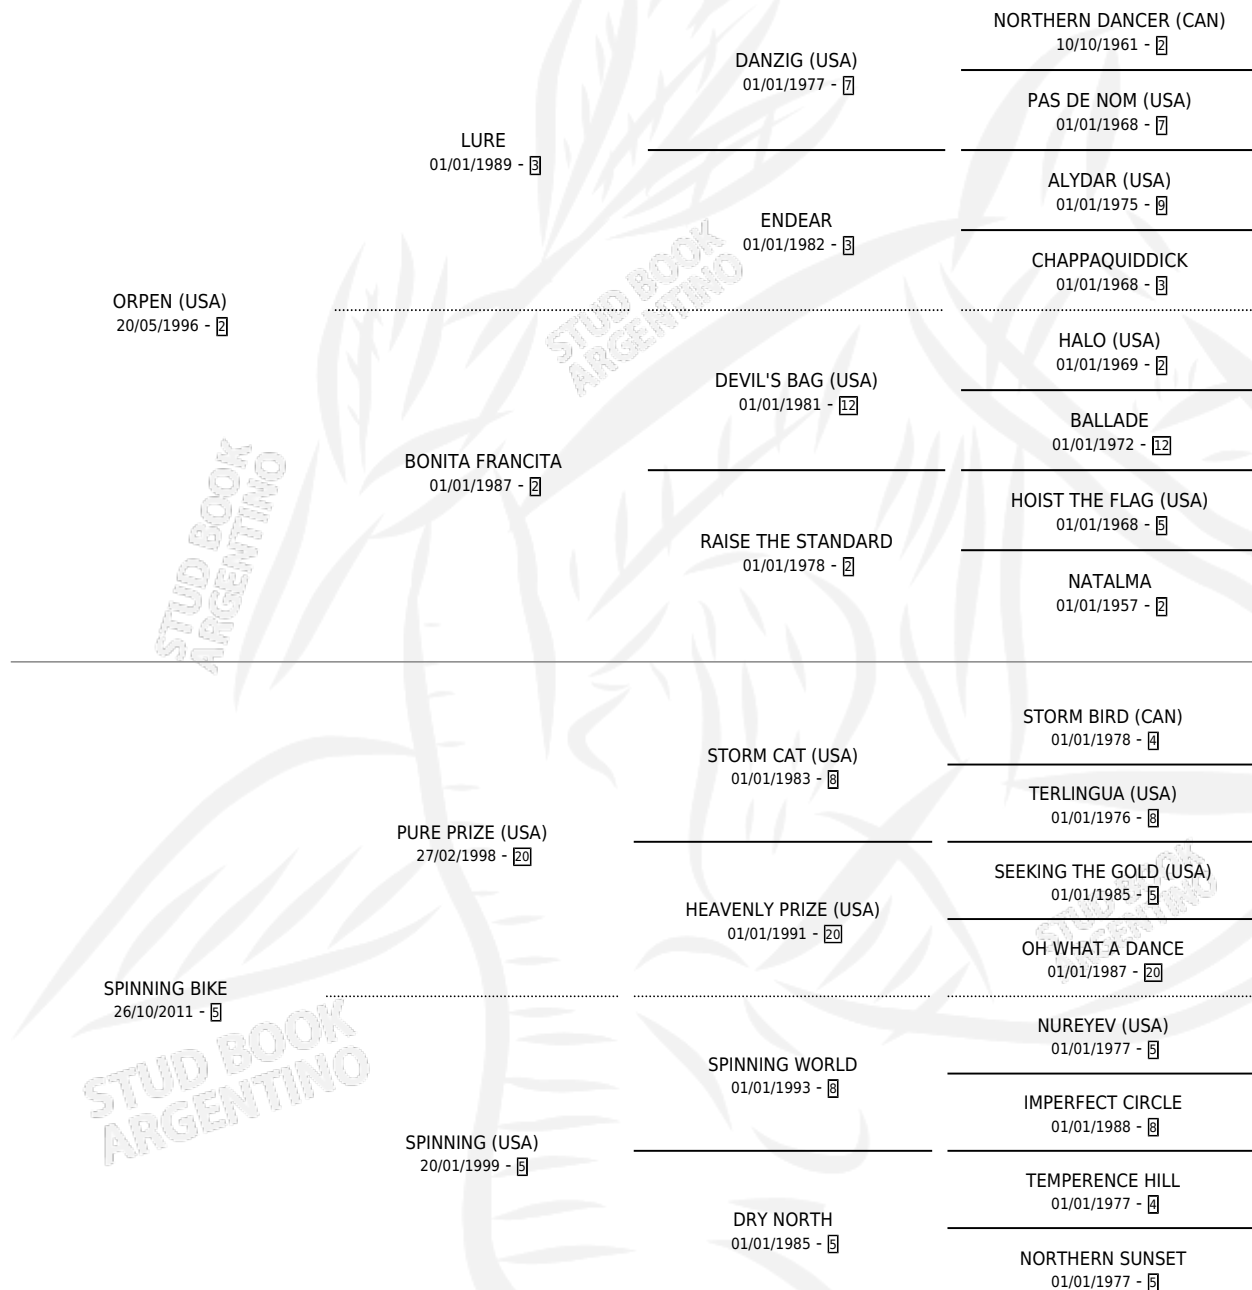 NORTHERN DANCER (CAN)
10/10/1961 - 2
DANZIG (USA)
01/01/1977 - 7
PAS DE NOM (USA)
01/01/1968 - 7
LURE
01/01/1989 - 3
ALYDAR (USA)
01/01/1975 - 9
ENDEAR
01/01/1982 - 3
CHAPPAQUIDDICK
01/01/1968 - 3
ORPEN (USA)
20/05/1996 - 2
STUD BOOK
ARGENTINO
HALO (USA)
01/01/1969 - 2
DEVIL'S BAG (USA)
01/01/1981 - 12
BALLADE
01/01/1972 - 12
BONITA FRANCITA
01/01/1987 - 2
HOIST THE FLAG (USA)
01/01/1968 - 5
RAISE THE STANDARD
01/01/1978 - 2
NATALMA
01/01/1957 - 2
STUD BOOK
ARGENTINO
STORM BIRD (CAN)
01/01/1978 - 4
STORM CAT (USA)
01/01/1983 - 8
TERLINGUA (USA)
01/01/1976 - 8
PURE PRIZE (USA)
27/02/1998 - 20
SEEKING THE GOLD (USA)
01/01/1985 - 5
HEAVENLY PRIZE (USA)
01/01/1991 - 20
STUD BOOK
ARGENTINO
OH WHAT A DANCE
01/01/1987 - 20
SPINNING BIKE
26/10/2011 - 5
STUD BOOK
ARGENTINO
NUREYEV (USA)
01/01/1977 - 5
SPINNING WORLD
01/01/1993 - 8
IMPERFECT CIRCLE
01/01/1988 - 8
SPINNING (USA)
20/01/1999 - 5
TEMPERENCE HILL
01/01/1977 - 4
DRY NORTH
01/01/1985 - 5
NORTHERN SUNSET
01/01/1977 - 5